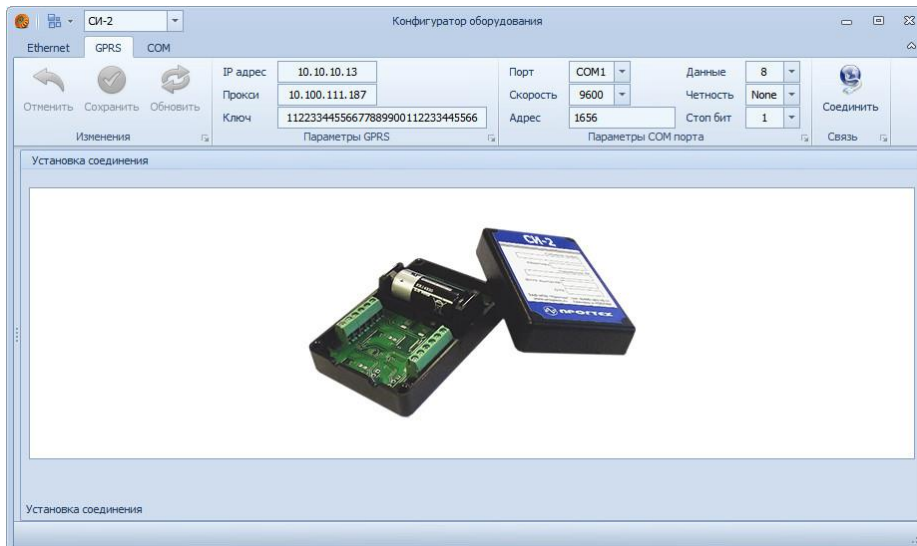 СИ-2
Конфигуратор оборудования
Ethernet
GPRS
COM
Отменить
Сохранить
Обновить
Изменения
IP адрес
10.10.10.13
Прокси
10.100.111.187
Ключ
11223344556677889900112233445566
Параметры GPRS
Порт
COM1
Данные
8
Скорость
9600
Четность
None
Адрес
1656
Стоп бит
1
Параметры COM порта
Соединить
Связь
Установка соединения
СИ-2
ПРОГТЕХ
Установка соединения